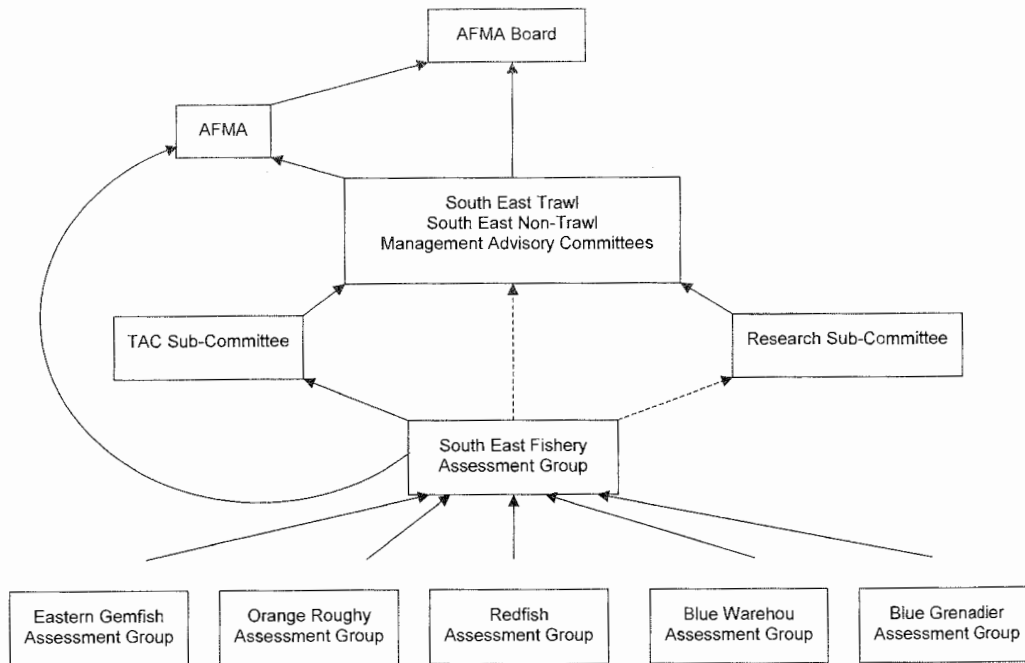 AFMA Board
AFMA
South East Trawl
South East Non-Trawl
Management Advisory Committees
TAC Sub-Committee
Research Sub-Committee
South East Fishery
Assessment Group
Eastern Gemfish
Assessment Group
Orange Roughy
Assessment Group
Redfish
Assessment Group
Blue Warehou
Assessment Group
Blue Grenadier
Assessment Group